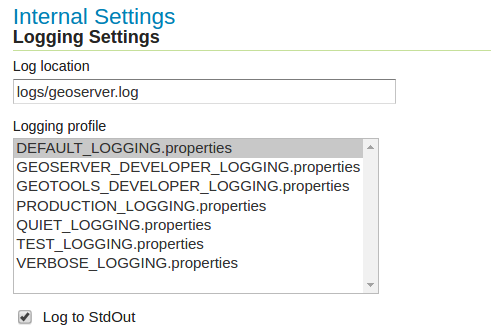 Internal Settings
Logging Settings
Log location
logs/geoserver.log
Logging profile
DEFAULT_LOGGING.properties
GEOSERVER_DEVELOPER_LOGGING.properties
GEOTOOLS_DEVELOPER_LOGGING.properties
PRODUCTION_LOGGING.properties
QUIET_LOGGING.properties
TEST_LOGGING.properties
VERBOSE_LOGGING.properties
Log to StdOut